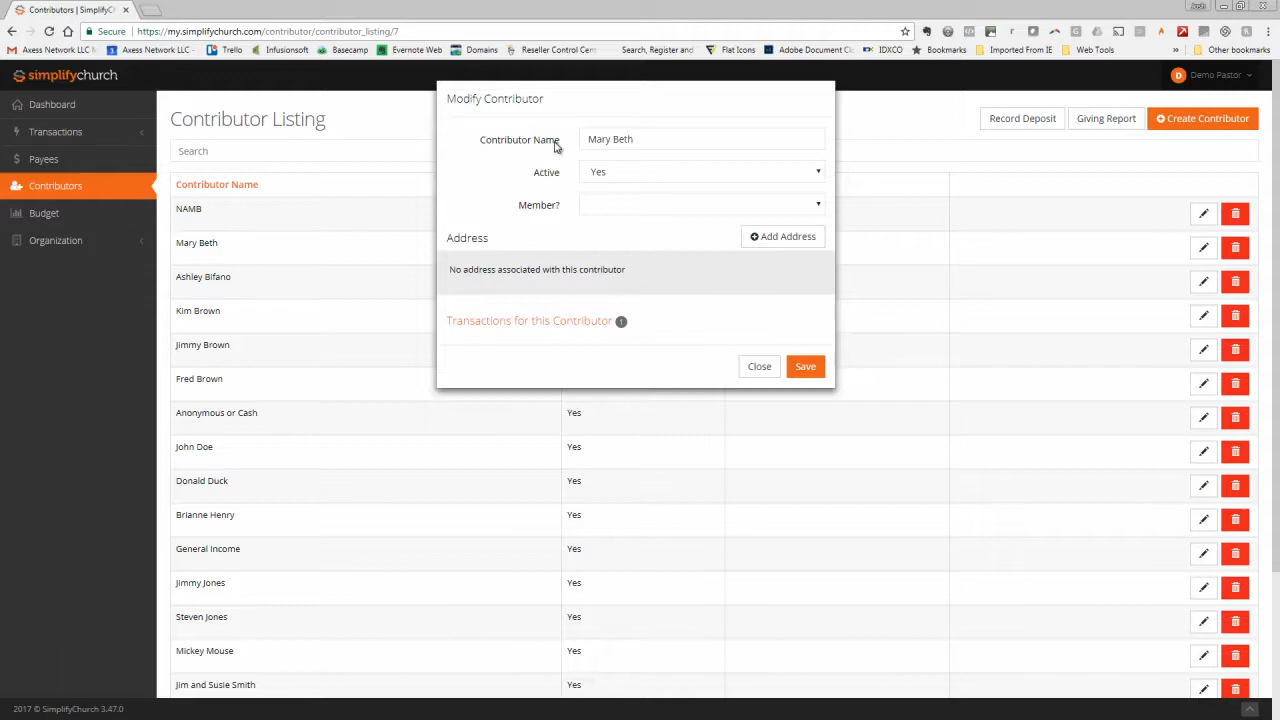 Contributors | SimplifyC
Josh
Secure https://my.simplifychurch.com/contributor/contributor_listing/7
Axess Network LLC M Axess Network LLC - Trello Infusionsoft Basecamp Evernote Web Domains Reseller Control Cen Search, Register and Flat Icons Adobe Document Cl IDXCO Bookmarks Imported From IE Web Tools » Other bookmarks
simplifychurch
D Demo Pastor
Dashboard
Transactions
Payees
Contributors
Budget
Organization
Contributor Listing
Record Deposit
Giving Report
Create Contributor
Search
Contributor Name
NAMB
Mary Beth
Ashley Bifano
Kim Brown
Jimmy Brown
Fred Brown
Anonymous or Cash Yes
John Doe Yes
Donald Duck Yes
Brianne Henry Yes
General Income Yes
Jimmy Jones Yes
Steven Jones Yes
Mickey Mouse Yes
Jim and Susie Smith Yes
Modify Contributor
Contributor Name Mary Beth
Active Yes
Member?
Address
Add Address
No address associated with this contributor
Transactions for this Contributor 1
Close
Save
2017 © SimplifyChurch 3.47.0